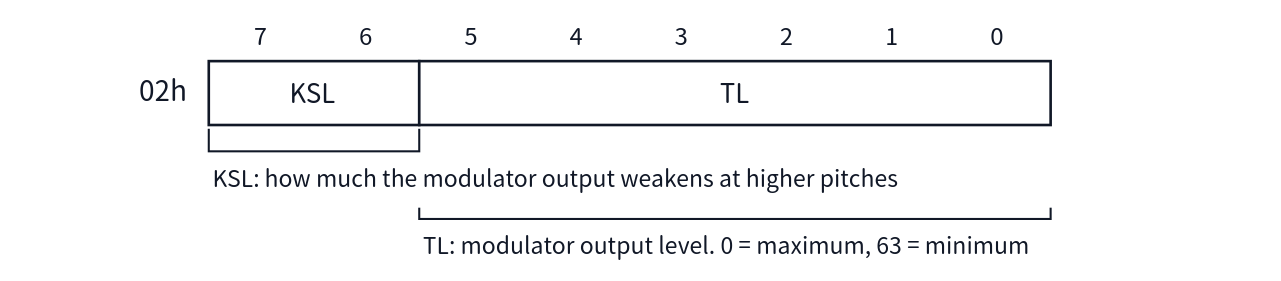 7 6 5 4 3 2 1 0
02h KSL TL
KSL: how much the modulator output weakens at higher pitches
TL: modulator output level. 0 = maximum, 63 = minimum